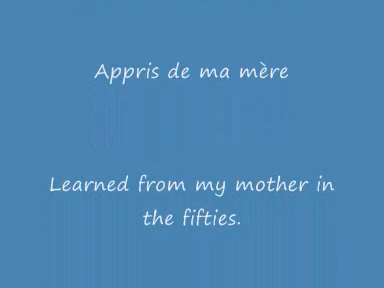 Appris de ma mère
Learned from my mother in
the fifties.